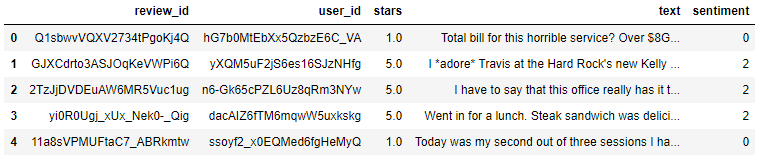 review_id user_id stars text sentiment
0 Q1sbwvVQXV2734tPgoKj4Q hG7b0MtEbXx5QzbzE6C_VA 1.0 Total bill for this horrible service? Over $8G... 0
1 GJXCdrto3ASJOqKeVWPi6Q yXQM5uF2jS6es16SJzNHfg 5.0 I *adore* Travis at the Hard Rock's new Kelly ... 2
2 2TzJjDVDEuAW6MR5Vuc1ug n6-Gk65cPZL6Uz8qRm3NYw 5.0 I have to say that this office really has it t... 2
3 yi0R0Ugj_xUx_Nek0-_Qig dacAIZ6fTM6mqwW5uxkskg 5.0 Went in for a lunch. Steak sandwich was delici... 2
4 11a8sVPMUFtaC7_ABRkmtw ssoyf2_x0EQMed6fgHeMyQ 1.0 Today was my second out of three sessions I ha... 0